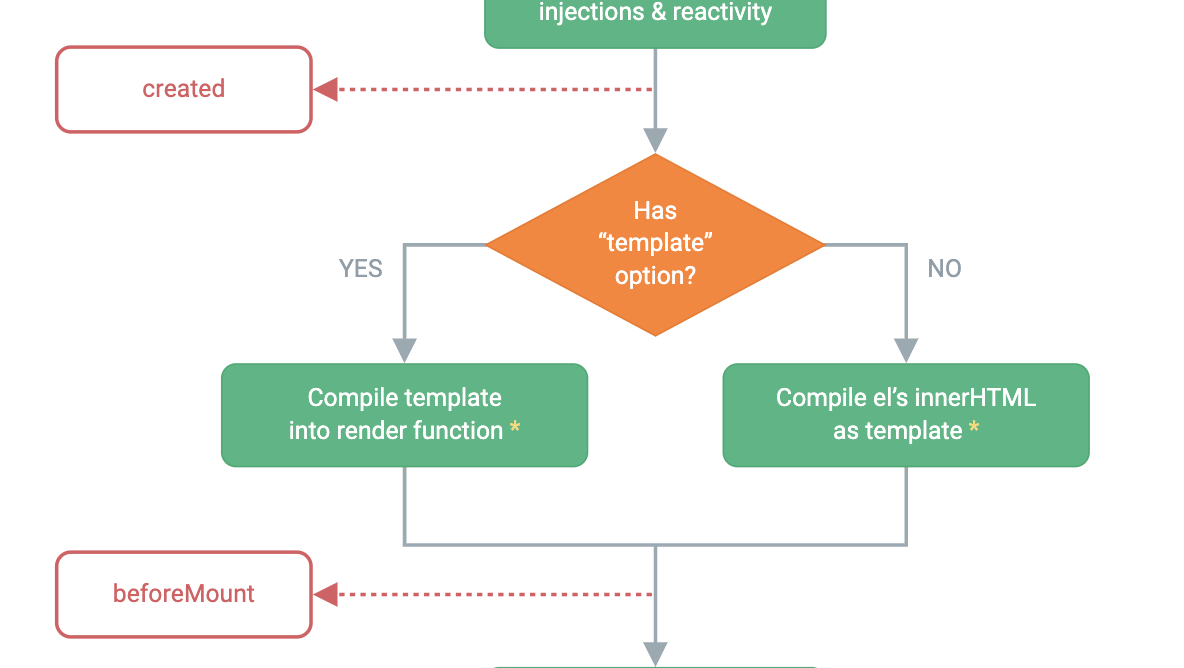 injections & reactivity
created
Has
“template”
option?
YES
NO
Compile template
into render function *
Compile el’s innerHTML
as template *
beforeMount